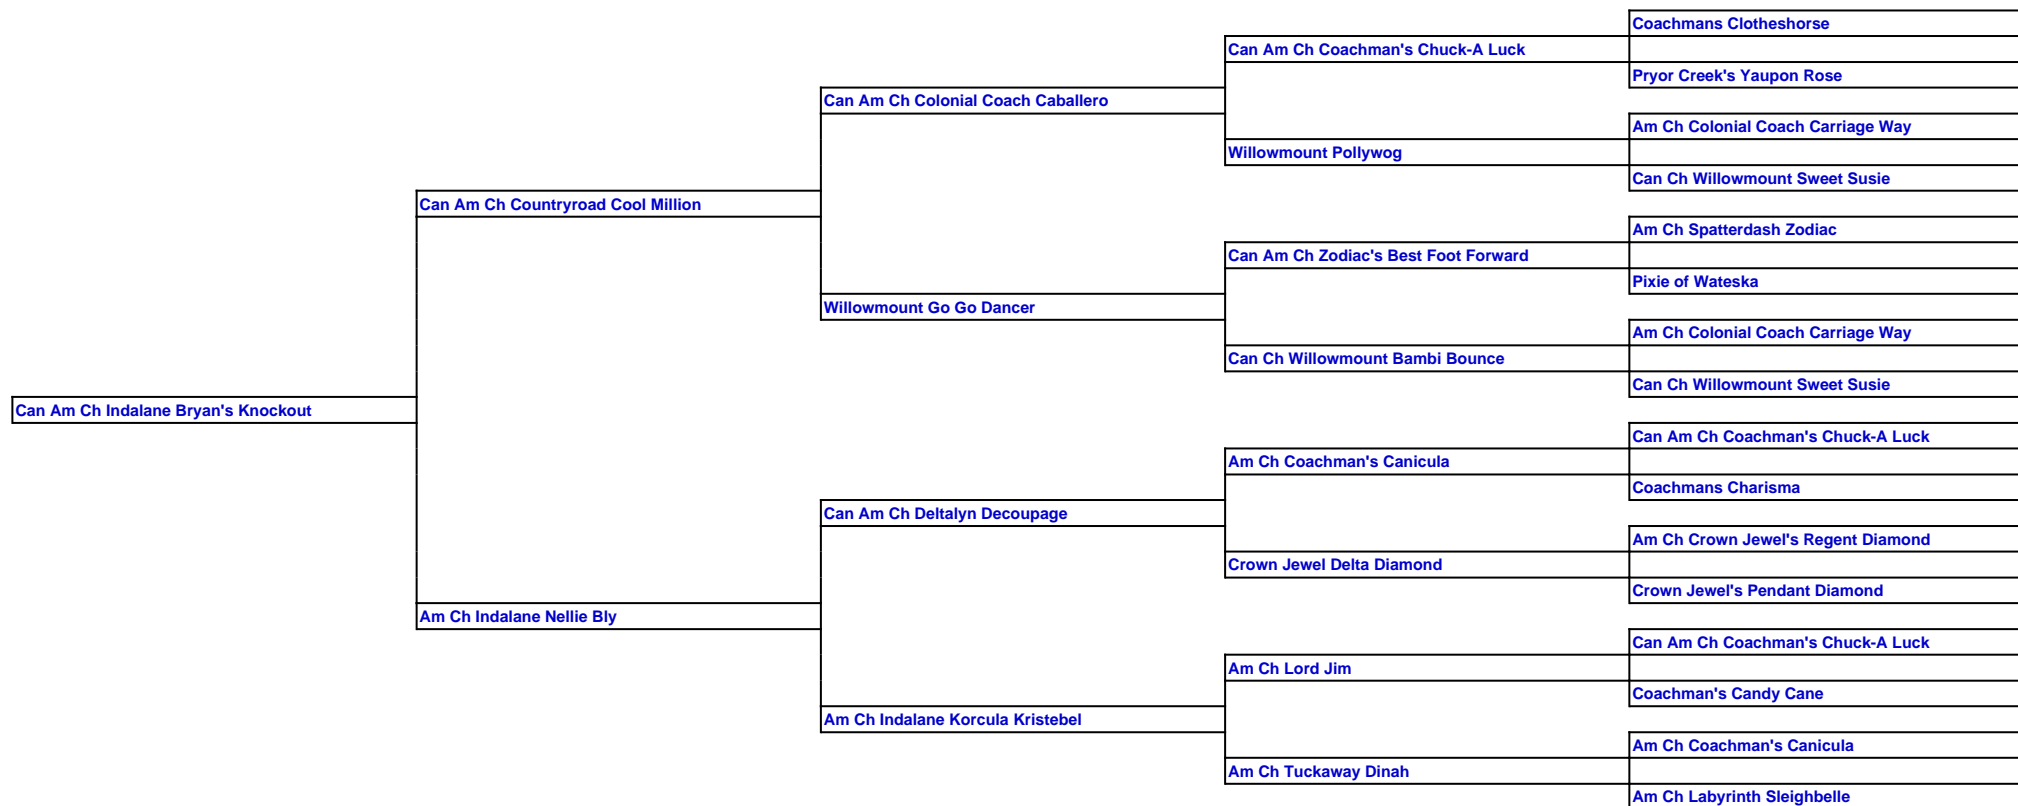 Coachmans Clotheshorse
Can Am Ch Coachman's Chuck-A Luck
Pryor Creek's Yaupon Rose
Can Am Ch Colonial Coach Caballero
Am Ch Colonial Coach Carriage Way
Willowmount Pollywog
Can Ch Willowmount Sweet Susie
Can Am Ch Countryroad Cool Million
Am Ch Spatterdash Zodiac
Can Am Ch Zodiac's Best Foot Forward
Pixie of Wateska
Willowmount Go Go Dancer
Am Ch Colonial Coach Carriage Way
Can Ch Willowmount Bambi Bounce
Can Ch Willowmount Sweet Susie
Can Am Ch Indalane Bryan's Knockout
Can Am Ch Coachman's Chuck-A Luck
Am Ch Coachman's Canicula
Coachmans Charisma
Can Am Ch Deltalyn Decoupage
Am Ch Crown Jewel's Regent Diamond
Crown Jewel Delta Diamond
Crown Jewel's Pendant Diamond
Am Ch Indalane Nellie Bly
Can Am Ch Coachman's Chuck-A Luck
Am Ch Lord Jim
Coachman's Candy Cane
Am Ch Indalane Korcula Kristebel
Am Ch Coachman's Canicula
Am Ch Tuckaway Dinah
Am Ch Labyrinth Sleighbelle